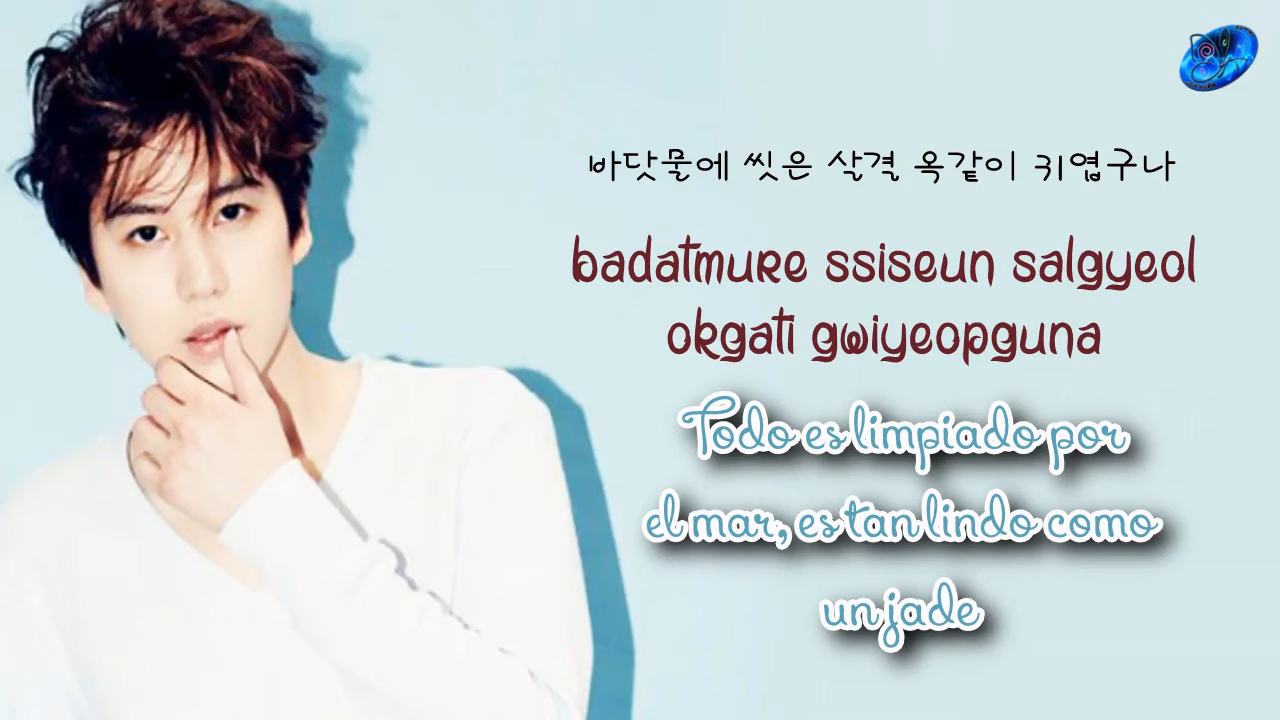 바닷물에 씻은 살결 옥같이 귀엽구나
badatmure ssiseun salgyeol
okgati gwiyeopguna
Todo es limpiado por
el mar, es tan lindo como
un jade